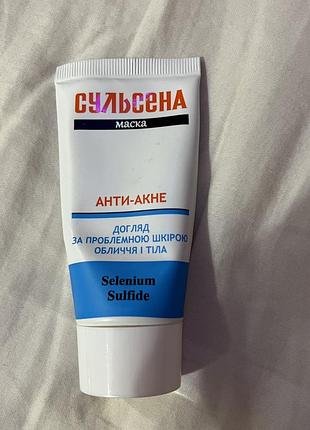 СУЛЬСЕНА
маска
АНТИ-АКНЕ
ДОГЛЯД
ЗА ПРОБЛЕМНОЮ ШКІРОЮ
ОБЛИЧЧЯ І ТІЛА
Selenium
Sulfide